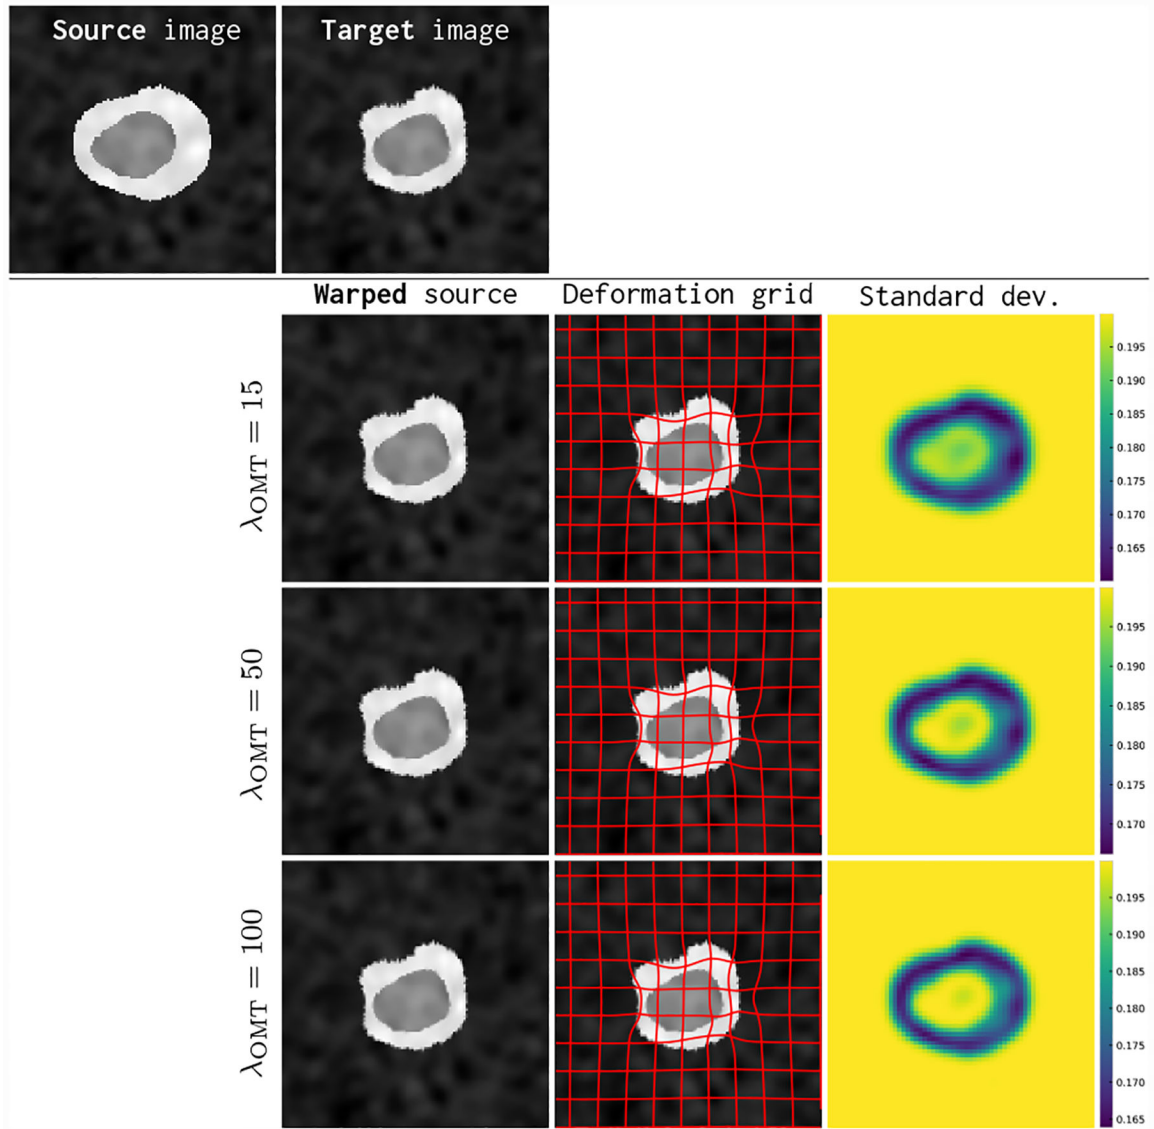 Source image
Target image
Warped source
Deformation grid
Standard dev.
λOMT = 15
0.195
0.190
0.185
0.180
0.175
0.170
0.165
λOMT = 50
0.195
0.190
0.185
0.180
0.175
0.170
λOMT = 100
0.195
0.190
0.185
0.180
0.175
0.170
0.165